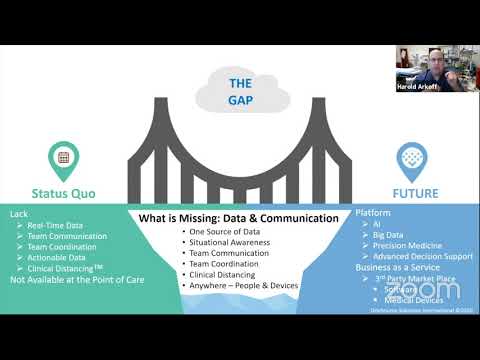 THE
GAP
Harold Arkoff
Status Quo
FUTURE
Lack
Real-Time Data
Team Communication
Team Coordination
Actionable Data
Clinical Distancing™
Not Available at the Point of Care
What is Missing: Data & Communication
One Source of Data
Situational Awareness
Team Communication
Team Coordination
Clinical Distancing
Anywhere – People & Devices
Platform
AI
Big Data
Precision Medicine
Advanced Decision Support
Business as a Service
3rd Party Market Place
Software
Medical Devices
zoom
Solutions International ©2020